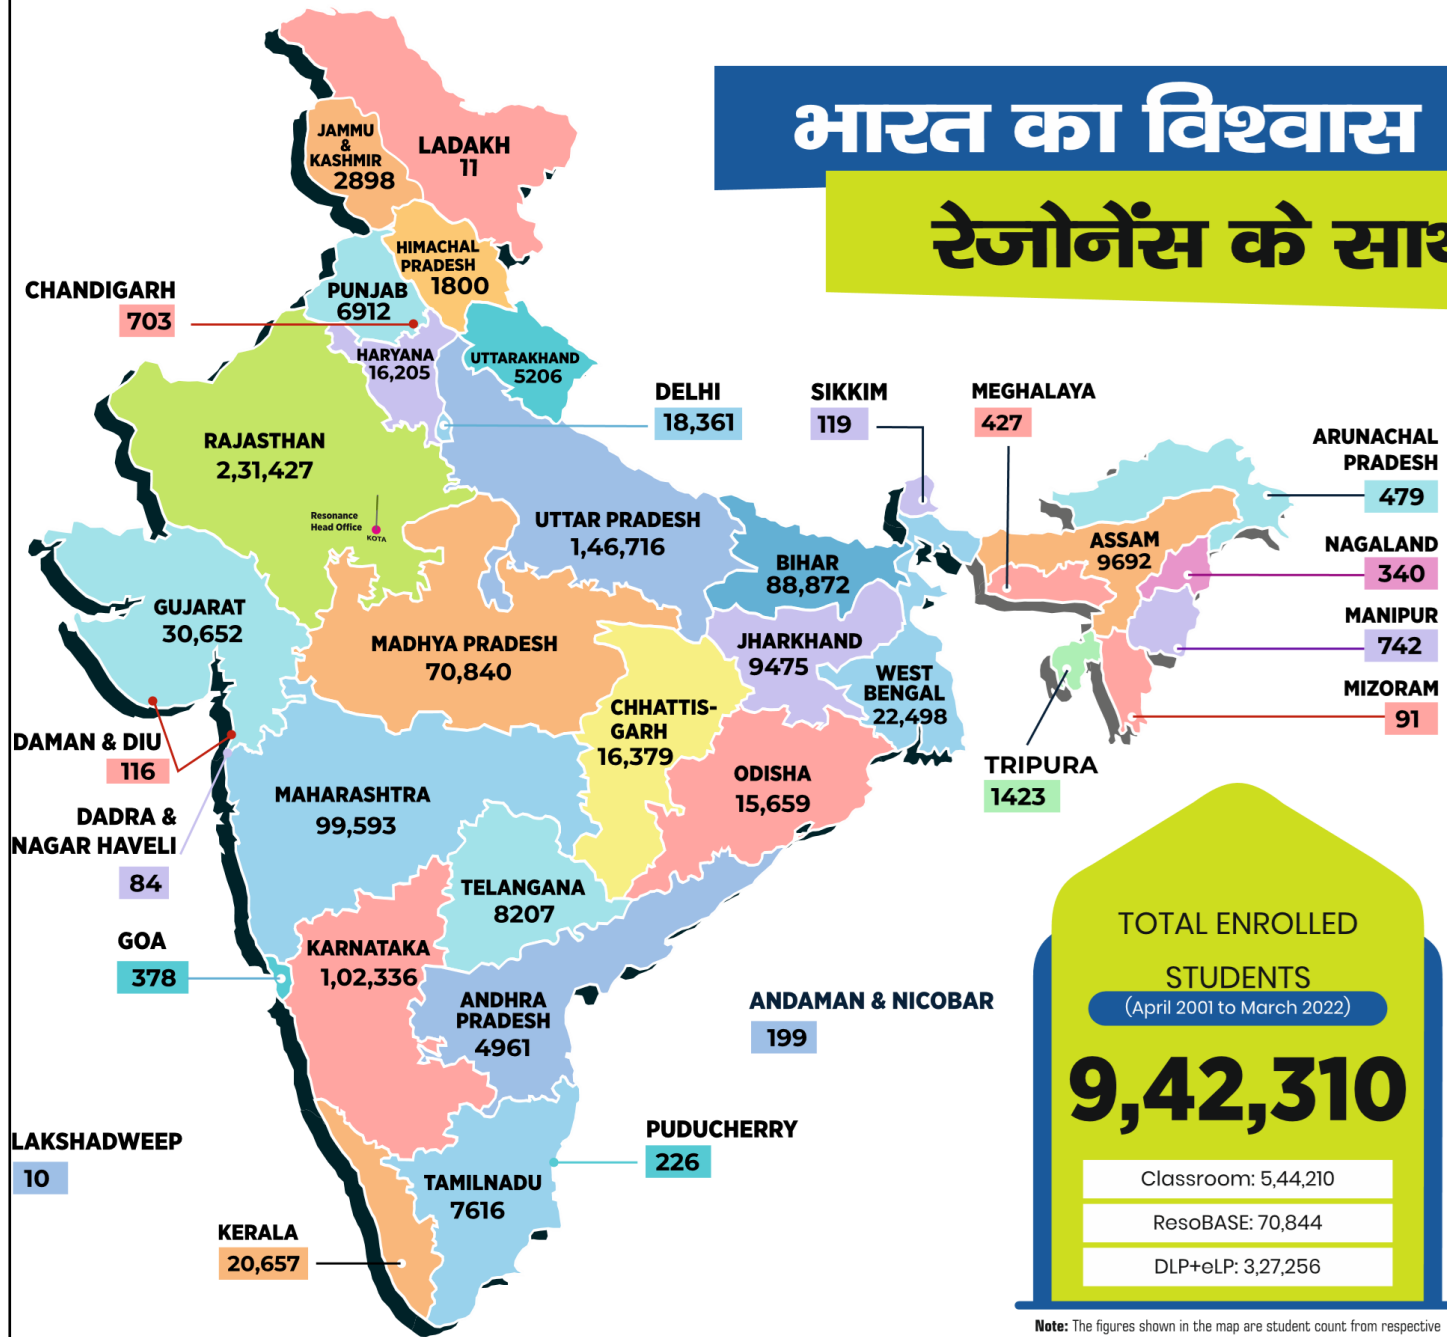 भारत का विश्वास
रेजोनेंस के
JAMMU
&
KASHMIR
2898
LADAKH
11
HIMACHAL
PRADESH
1800
CHANDIGARH
703
PUNJAB
6912
HARYANA
16,205
UTTARAKHAND
5206
DELHI
18,361
SIKKIM
119
MEGHALAYA
427
ARUNACHAL
PRADESH
479
RAJASTHAN
2,31,427
Resonance
Head Office
KOTA
UTTAR PRADESH
1,46,716
BIHAR
88,872
ASSAM
9692
NAGALAND
340
GUJARAT
30,652
MADHYA PRADESH
70,840
JHARKHAND
9475
WEST
BENGAL
22,498
MANIPUR
742
MIZORAM
91
CHHATTIS-
GARH
16,379
DAMAN & DIU
116
ODISHA
15,659
TRIPURA
1423
MAHARASHTRA
99,593
DADRA &
NAGAR HAVELI
84
TELANGANA
8207
GOA
378
KARNATAKA
1,02,336
ANDHRA
PRADESH
4961
ANDAMAN & NICOBAR
199
LAKSHADWEEP
10
PUDUCHERRY
226
TAMILNADU
7616
KERALA
20,657
TOTAL ENROLLED
STUDENTS
(April 2001 to March 2022)
9,42,310
Classroom: 5,44,210
ResoBASE: 70,844
DLP+eLP: 3,27,256
Note: The figures shown in the map are student count from respective